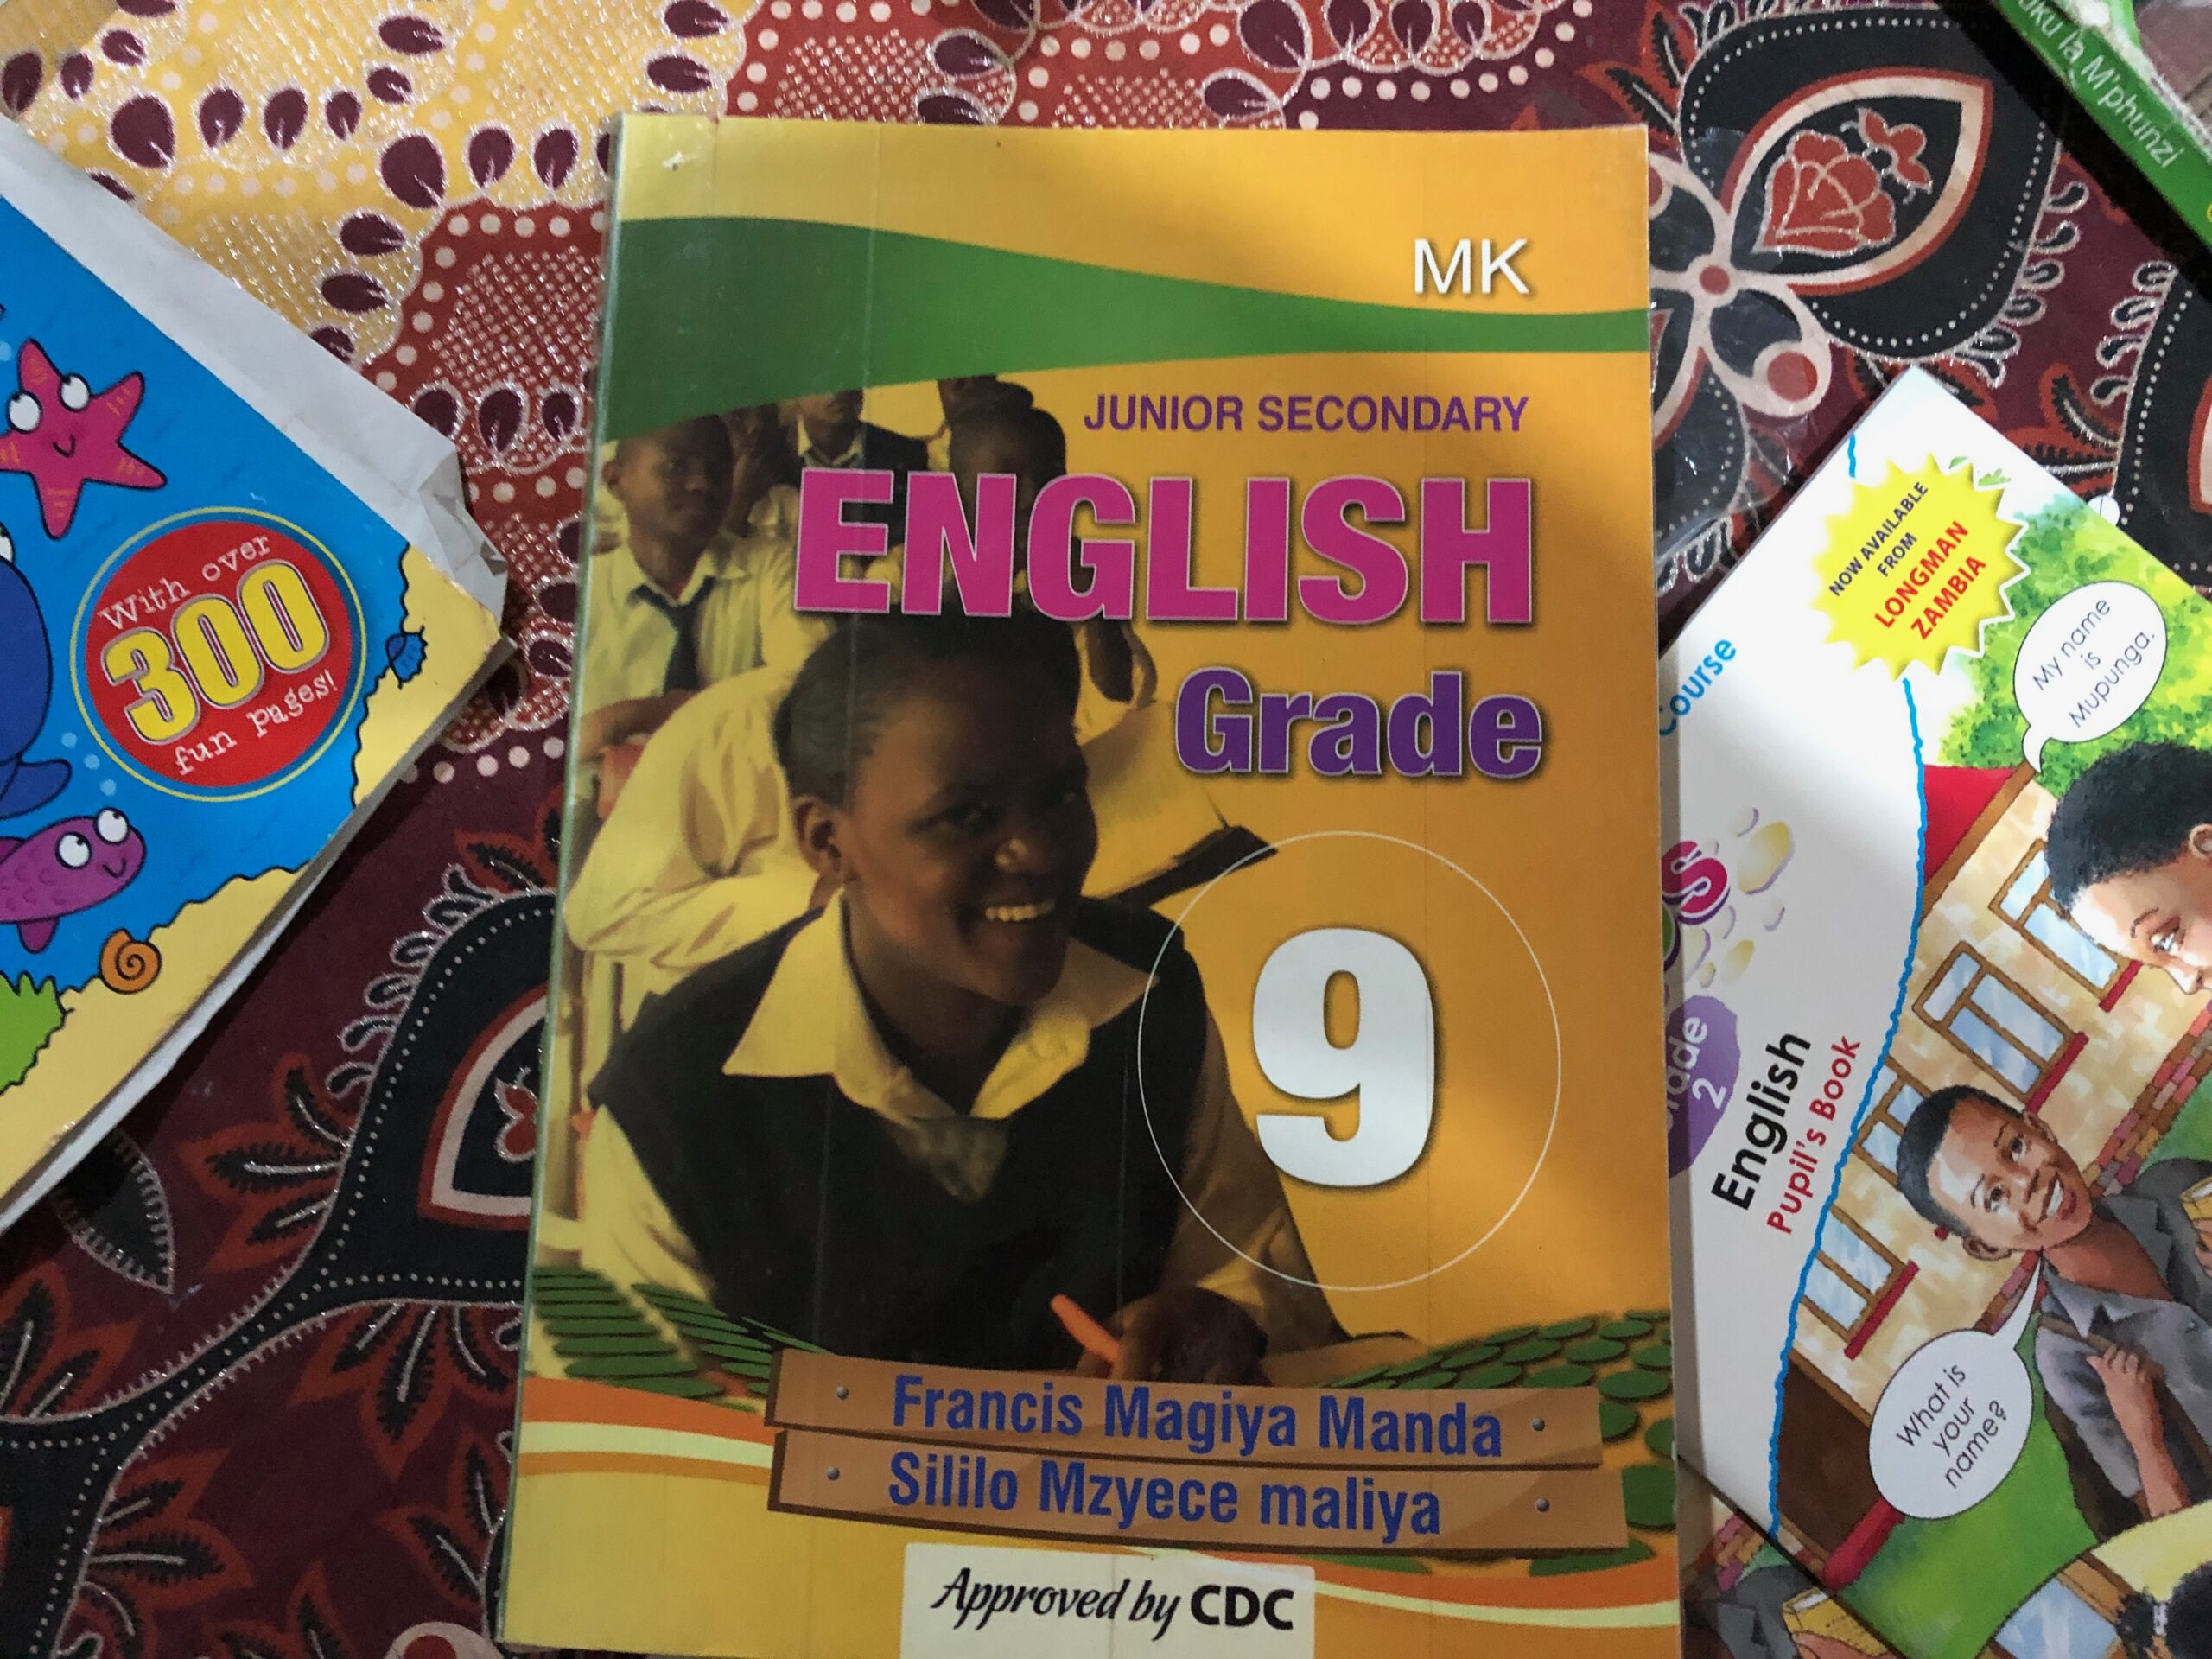 MK
JUNIOR SECONDARY
ENGLISH
Grade
9
Francis Magiya Manda
Sililo Mzyece maliya
Approved by CDC
With over
300
fun pages!
la M'phunzi
NOW AVAILABLE
FROM
LONGMAN
ZAMBIA
Course
My name
is
Mupunga.
2
English
Pupil's Book
What is
your
name?